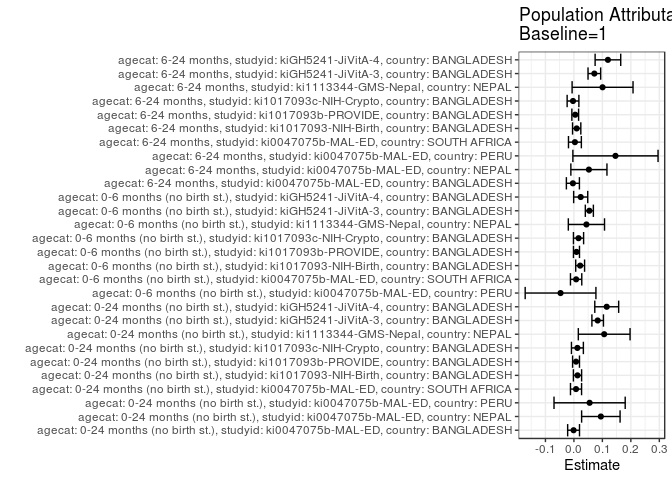 Population Attributa
Baseline=1
agecat: 6-24 months, studyid: kiGH5241-JiVitA-4, country: BANGLADESH
agecat: 6-24 months, studyid: kiGH5241-JiVitA-3, country: BANGLADESH
agecat: 6-24 months, studyid: ki1113344-GMS-Nepal, country: NEPAL
agecat: 6-24 months, studyid: ki1017093c-NIH-Crypto, country: BANGLADESH
agecat: 6-24 months, studyid: ki1017093b-PROVIDE, country: BANGLADESH
agecat: 6-24 months, studyid: ki1017093-NIH-Birth, country: BANGLADESH
agecat: 6-24 months, studyid: ki0047075b-MAL-ED, country: SOUTH AFRICA
agecat: 6-24 months, studyid: ki0047075b-MAL-ED, country: PERU
agecat: 6-24 months, studyid: ki0047075b-MAL-ED, country: NEPAL
agecat: 6-24 months, studyid: ki0047075b-MAL-ED, country: BANGLADESH
agecat: 0-6 months (no birth st.), studyid: kiGH5241-JiVitA-4, country: BANGLADESH
agecat: 0-6 months (no birth st.), studyid: kiGH5241-JiVitA-3, country: BANGLADESH
agecat: 0-6 months (no birth st.), studyid: ki1113344-GMS-Nepal, country: NEPAL
agecat: 0-6 months (no birth st.), studyid: ki1017093c-NIH-Crypto, country: BANGLADESH
agecat: 0-6 months (no birth st.), studyid: ki1017093b-PROVIDE, country: BANGLADESH
agecat: 0-6 months (no birth st.), studyid: ki1017093-NIH-Birth, country: BANGLADESH
agecat: 0-6 months (no birth st.), studyid: ki0047075b-MAL-ED, country: SOUTH AFRICA
agecat: 0-6 months (no birth st.), studyid: ki0047075b-MAL-ED, country: PERU
agecat: 0-24 months (no birth st.), studyid: kiGH5241-JiVitA-4, country: BANGLADESH
agecat: 0-24 months (no birth st.), studyid: kiGH5241-JiVitA-3, country: BANGLADESH
agecat: 0-24 months (no birth st.), studyid: ki1113344-GMS-Nepal, country: NEPAL
agecat: 0-24 months (no birth st.), studyid: ki1017093c-NIH-Crypto, country: BANGLADESH
agecat: 0-24 months (no birth st.), studyid: ki1017093b-PROVIDE, country: BANGLADESH
agecat: 0-24 months (no birth st.), studyid: ki1017093-NIH-Birth, country: BANGLADESH
agecat: 0-24 months (no birth st.), studyid: ki0047075b-MAL-ED, country: SOUTH AFRICA
agecat: 0-24 months (no birth st.), studyid: ki0047075b-MAL-ED, country: PERU
agecat: 0-24 months (no birth st.), studyid: ki0047075b-MAL-ED, country: NEPAL
agecat: 0-24 months (no birth st.), studyid: ki0047075b-MAL-ED, country: BANGLADESH
-0.1 0.0 0.1 0.2 0.3
Estimate